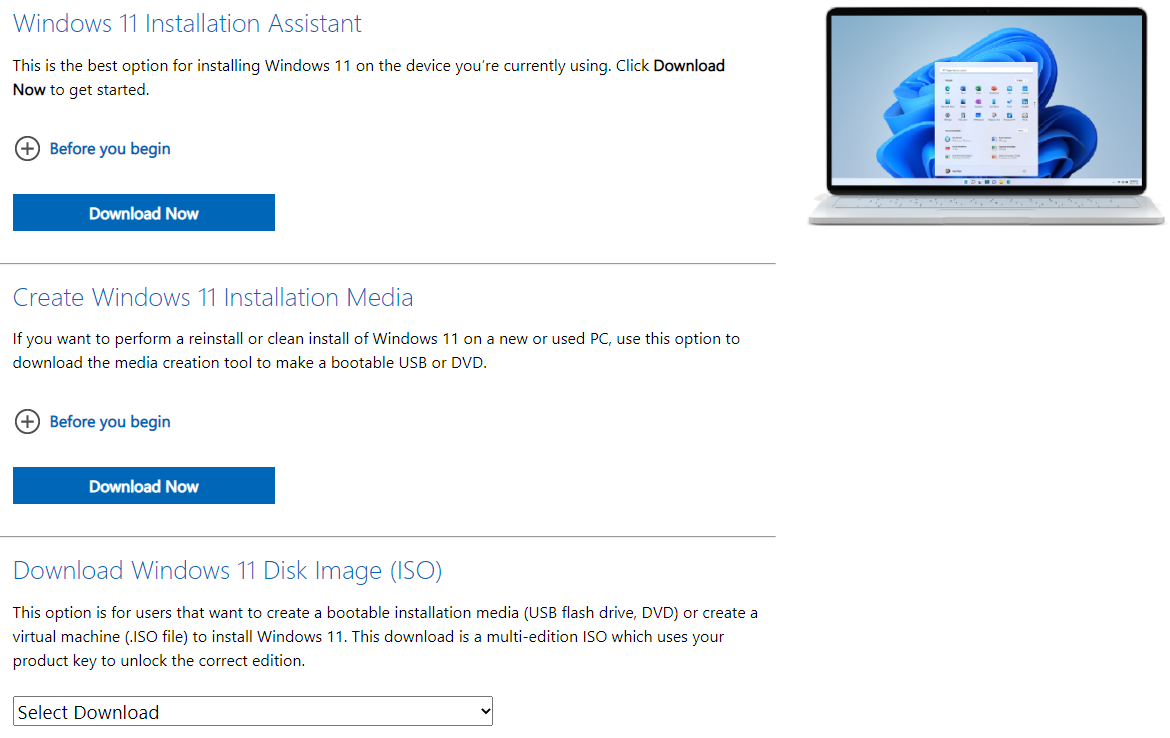 Windows 11 Installation Assistant
This is the best option for installing Windows 11 on the device you’re currently using. Click Download
Now to get started.
Before you begin
Download Now
Create Windows 11 Installation Media
If you want to perform a reinstall or clean install of Windows 11 on a new or used PC, use this option to
download the media creation tool to make a bootable USB or DVD.
Before you begin
Download Now
Download Windows 11 Disk Image (ISO)
This option is for users that want to create a bootable installation media (USB flash drive, DVD) or create a
virtual machine (.ISO file) to install Windows 11. This download is a multi-edition ISO which uses your
product key to unlock the correct edition.
Select Download